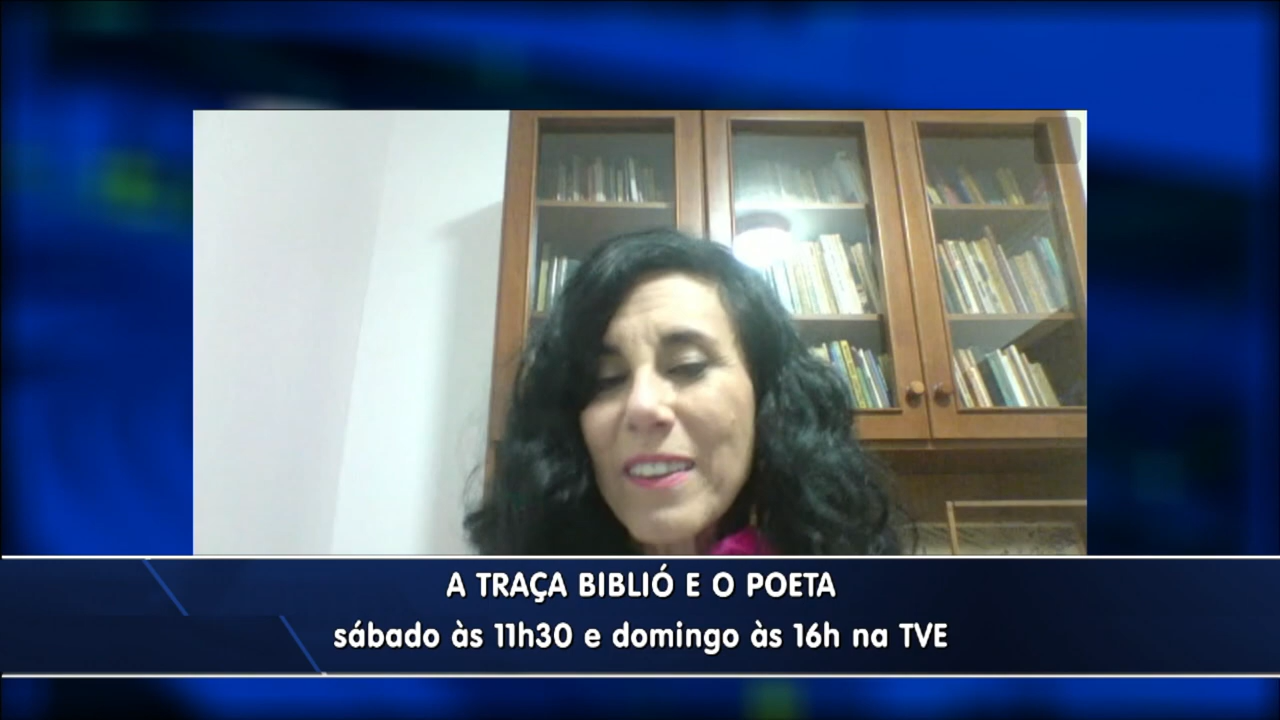 A TRAÇA BIBLIÓ E O POETA
sábado às 11h30 e domingo às 16h na TVE